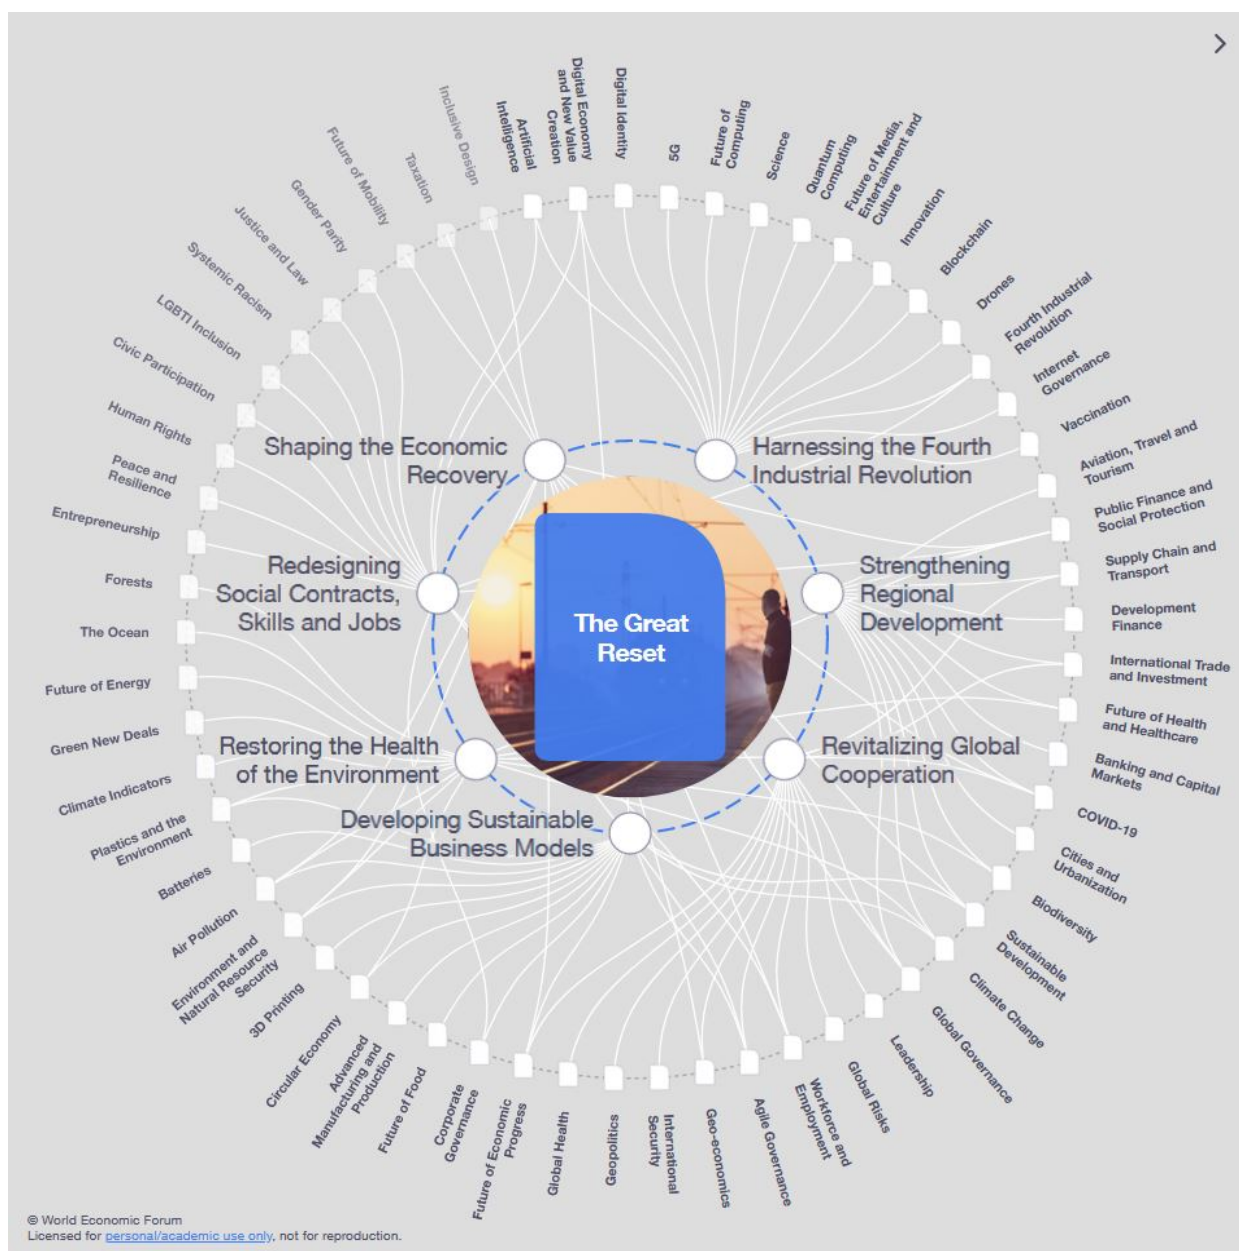 Inclusive Design
Artificial
Intelligence
Digital Economy
and New Value
Creation
Digital Identity
5G
Future of
Computing
Science
Quantum
Computing
Future of Media,
Entertainment and
Culture
Innovation
Blockchain
Drones
Fourth Industrial
Revolution
Internet
Governance
Vaccination
Aviation, Travel and
Tourism
Public Finance and
Social Protection
Supply Chain and
Transport
Development
Finance
International Trade
and Investment
Future of Health
and Healthcare
Banking and Capital
Markets
COVID-19
Cities and
Urbanization
Biodiversity
Sustainable
Development
Climate Change
Global Governance
Leadership
Global Risks
Workforce and
Employment
Agile Governance
Geo-economics
International
Security
Geopolitics
Global Health
Future of Economic
Progress
Corporate
Governance
Future of Food
Advanced
Manufacturing and
Production
Circular Economy
3D Printing
Environment and
Natural Resource
Security
Air Pollution
Batteries
Plastics and the
Environment
Climate Indicators
Green New Deals
Future of Energy
The Ocean
Forests
Entrepreneurship
Peace and
Resilience
Human Rights
Civic Participation
LGBTI Inclusion
Systemic Racism
Justice and Law
Gender Parity
Future of Mobility
Taxation
Shaping the Economic
Recovery
Harnessing the Fourth
Industrial Revolution
Redesigning
Social Contracts,
Skills and Jobs
Strengthening
Regional
Development
The Great
Reset
Restoring the Health
of the Environment
Revitalizing Global
Cooperation
Developing Sustainable
Business Models
© World Economic Forum
Licensed for personal/academic use only, not for reproduction.